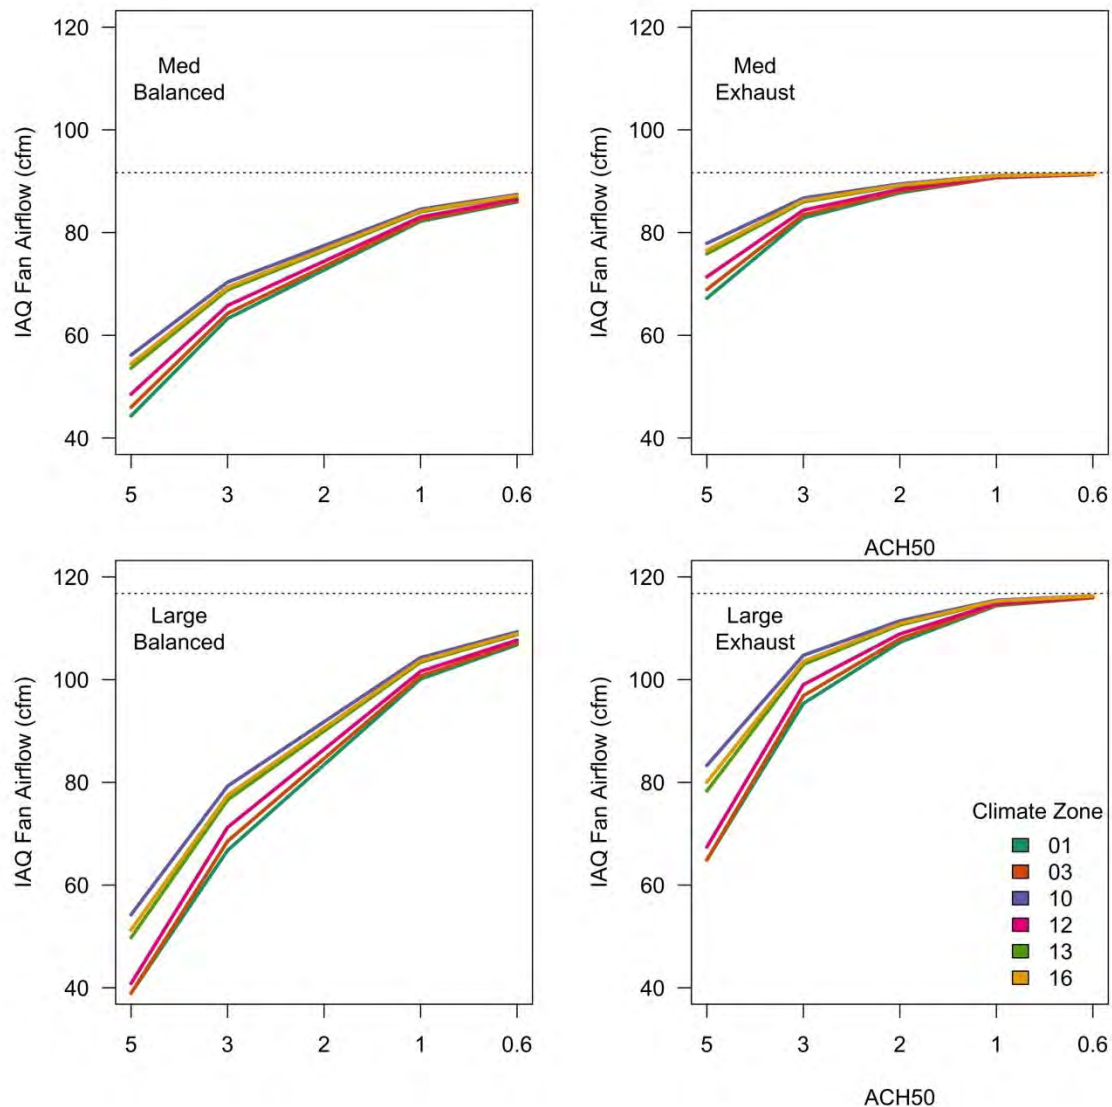 120
100
80
60
40
IAQ Fan Airflow (cfm)
Med
Balanced
5 3 2 1 0.6
120
100
80
60
40
IAQ Fan Airflow (cfm)
Med
Exhaust
5 3 2 1 0.6
ACH50
120
100
80
60
40
IAQ Fan Airflow (cfm)
Large
Balanced
5 3 2 1 0.6
120
100
80
60
40
IAQ Fan Airflow (cfm)
Large
Exhaust
Climate Zone
01
03
10
12
13
16
5 3 2 1 0.6
ACH50